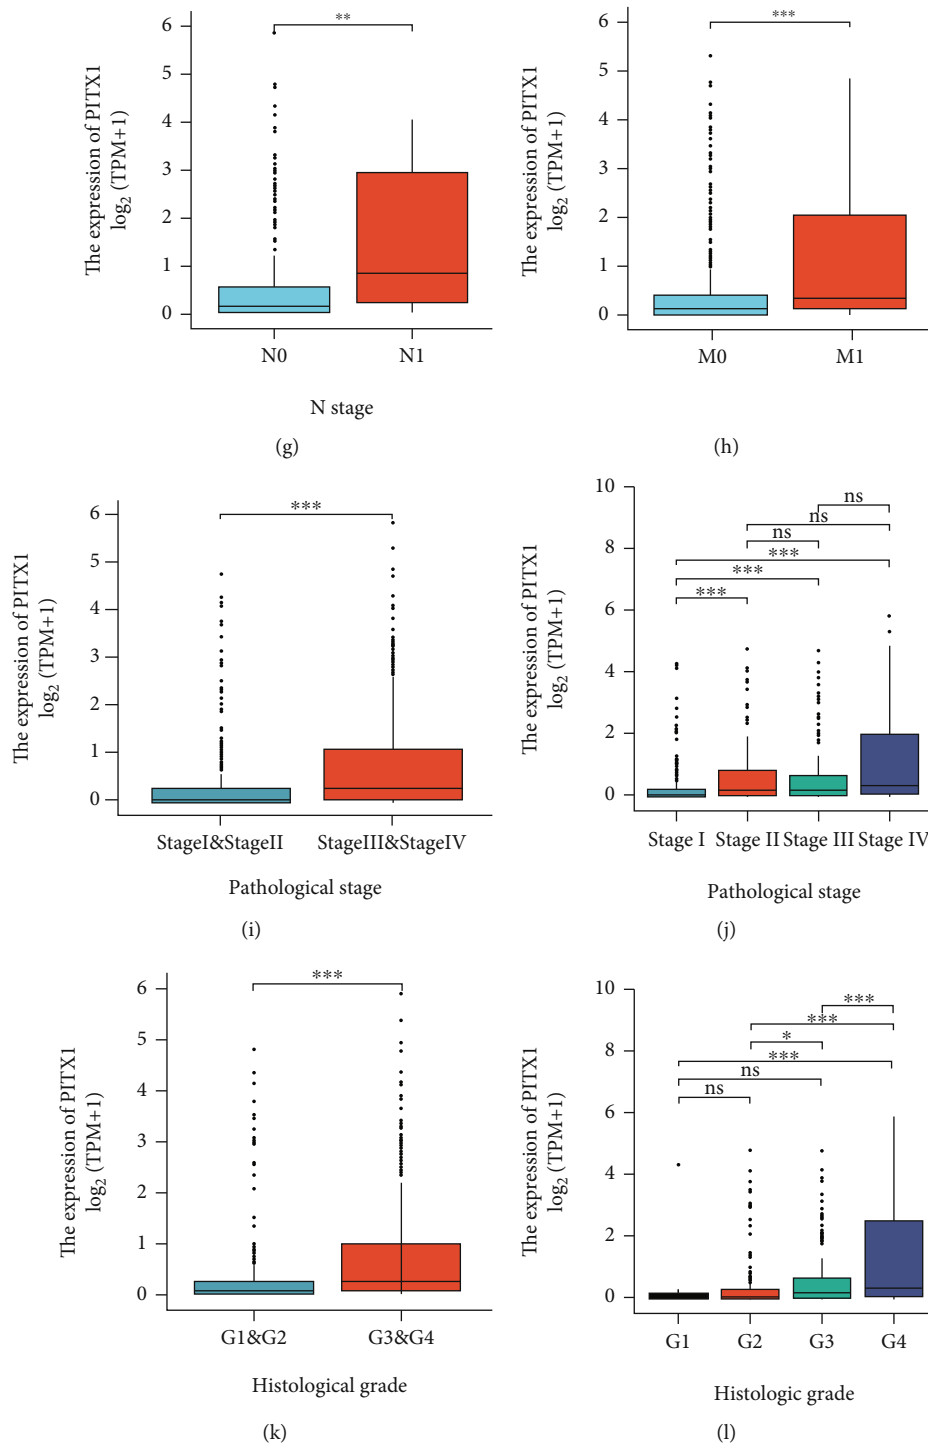 The expression of PITX1
log₂ (TPM+1)
6
5
4
3
2
1
0
**
N0
N1
N stage
(g)
The expression of PITX1
log₂ (TPM+1)
6
5
4
3
2
1
0
***
M0
M1
(h)
The expression of PITX1
log₂ (TPM+1)
6
5
4
3
2
1
0
***
StageI&StageII
StageIII&StageIV
Pathological stage
(i)
The expression of PITX1
log₂ (TPM+1)
10
8
6
4
2
0
ns
ns
ns
***
***
***
Stage I
Stage II
Stage III
Stage IV
Pathological stage
(j)
The expression of PITX1
log₂ (TPM+1)
6
5
4
3
2
1
0
***
G1&G2
G3&G4
Histological grade
(k)
The expression of PITX1
log₂ (TPM+1)
10
8
6
4
2
0
***
***
*
***
ns
ns
G1
G2
G3
G4
Histologic grade
(l)